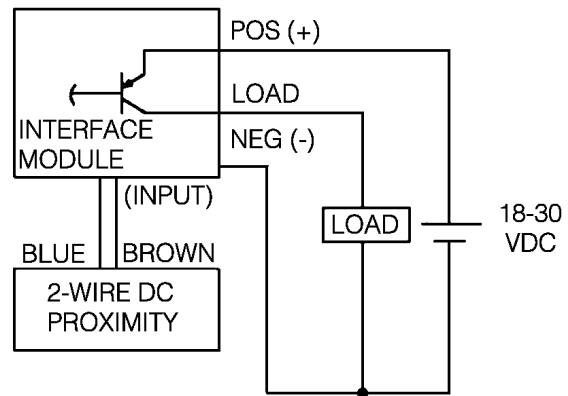 POS (+)
LOAD
INTERFACE
MODULE
NEG (-)
(INPUT)
BLUE
BROWN
2-WIRE DC
PROXIMITY
LOAD
18-30
VDC